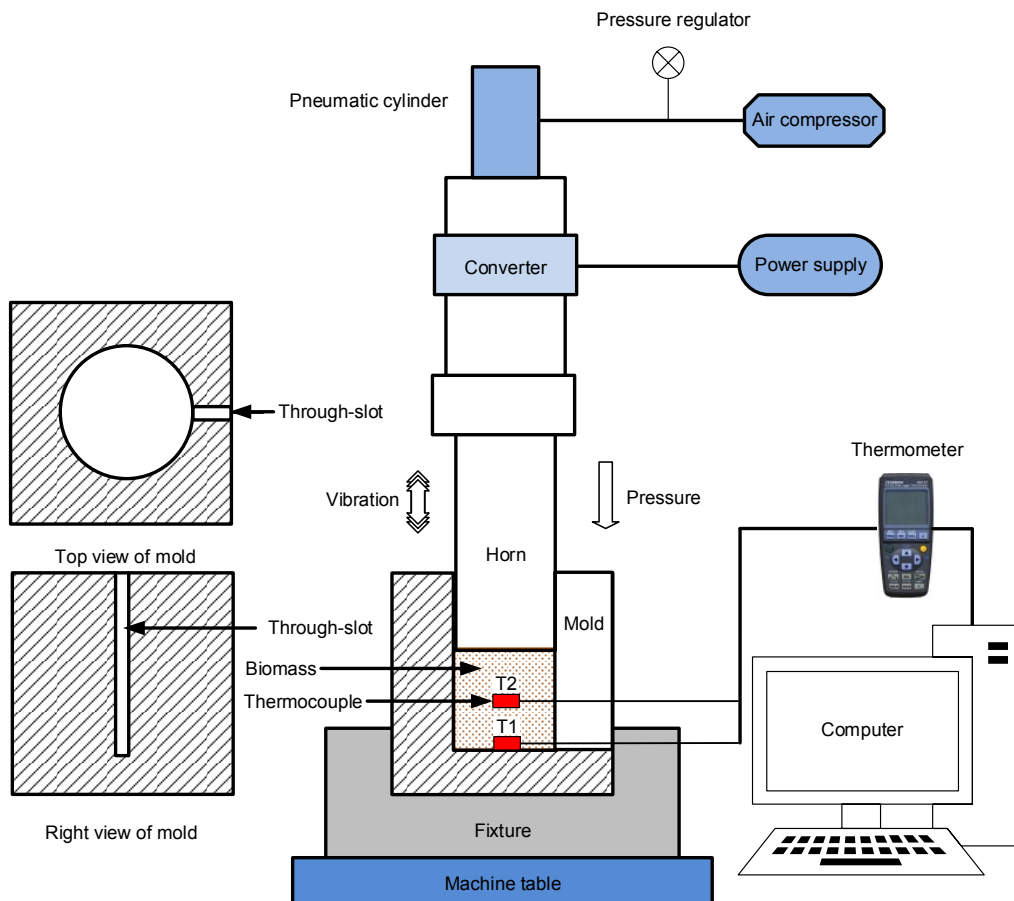 Pressure regulator
Pneumatic cylinder
Air compressor
Converter
Power supply
Through-slot
Thermometer
Vibration
Pressure
Top view of mold
Horn
Mold
Through-slot
Biomass
T2
Thermocouple
T1
Computer
Fixture
Right view of mold
Machine table